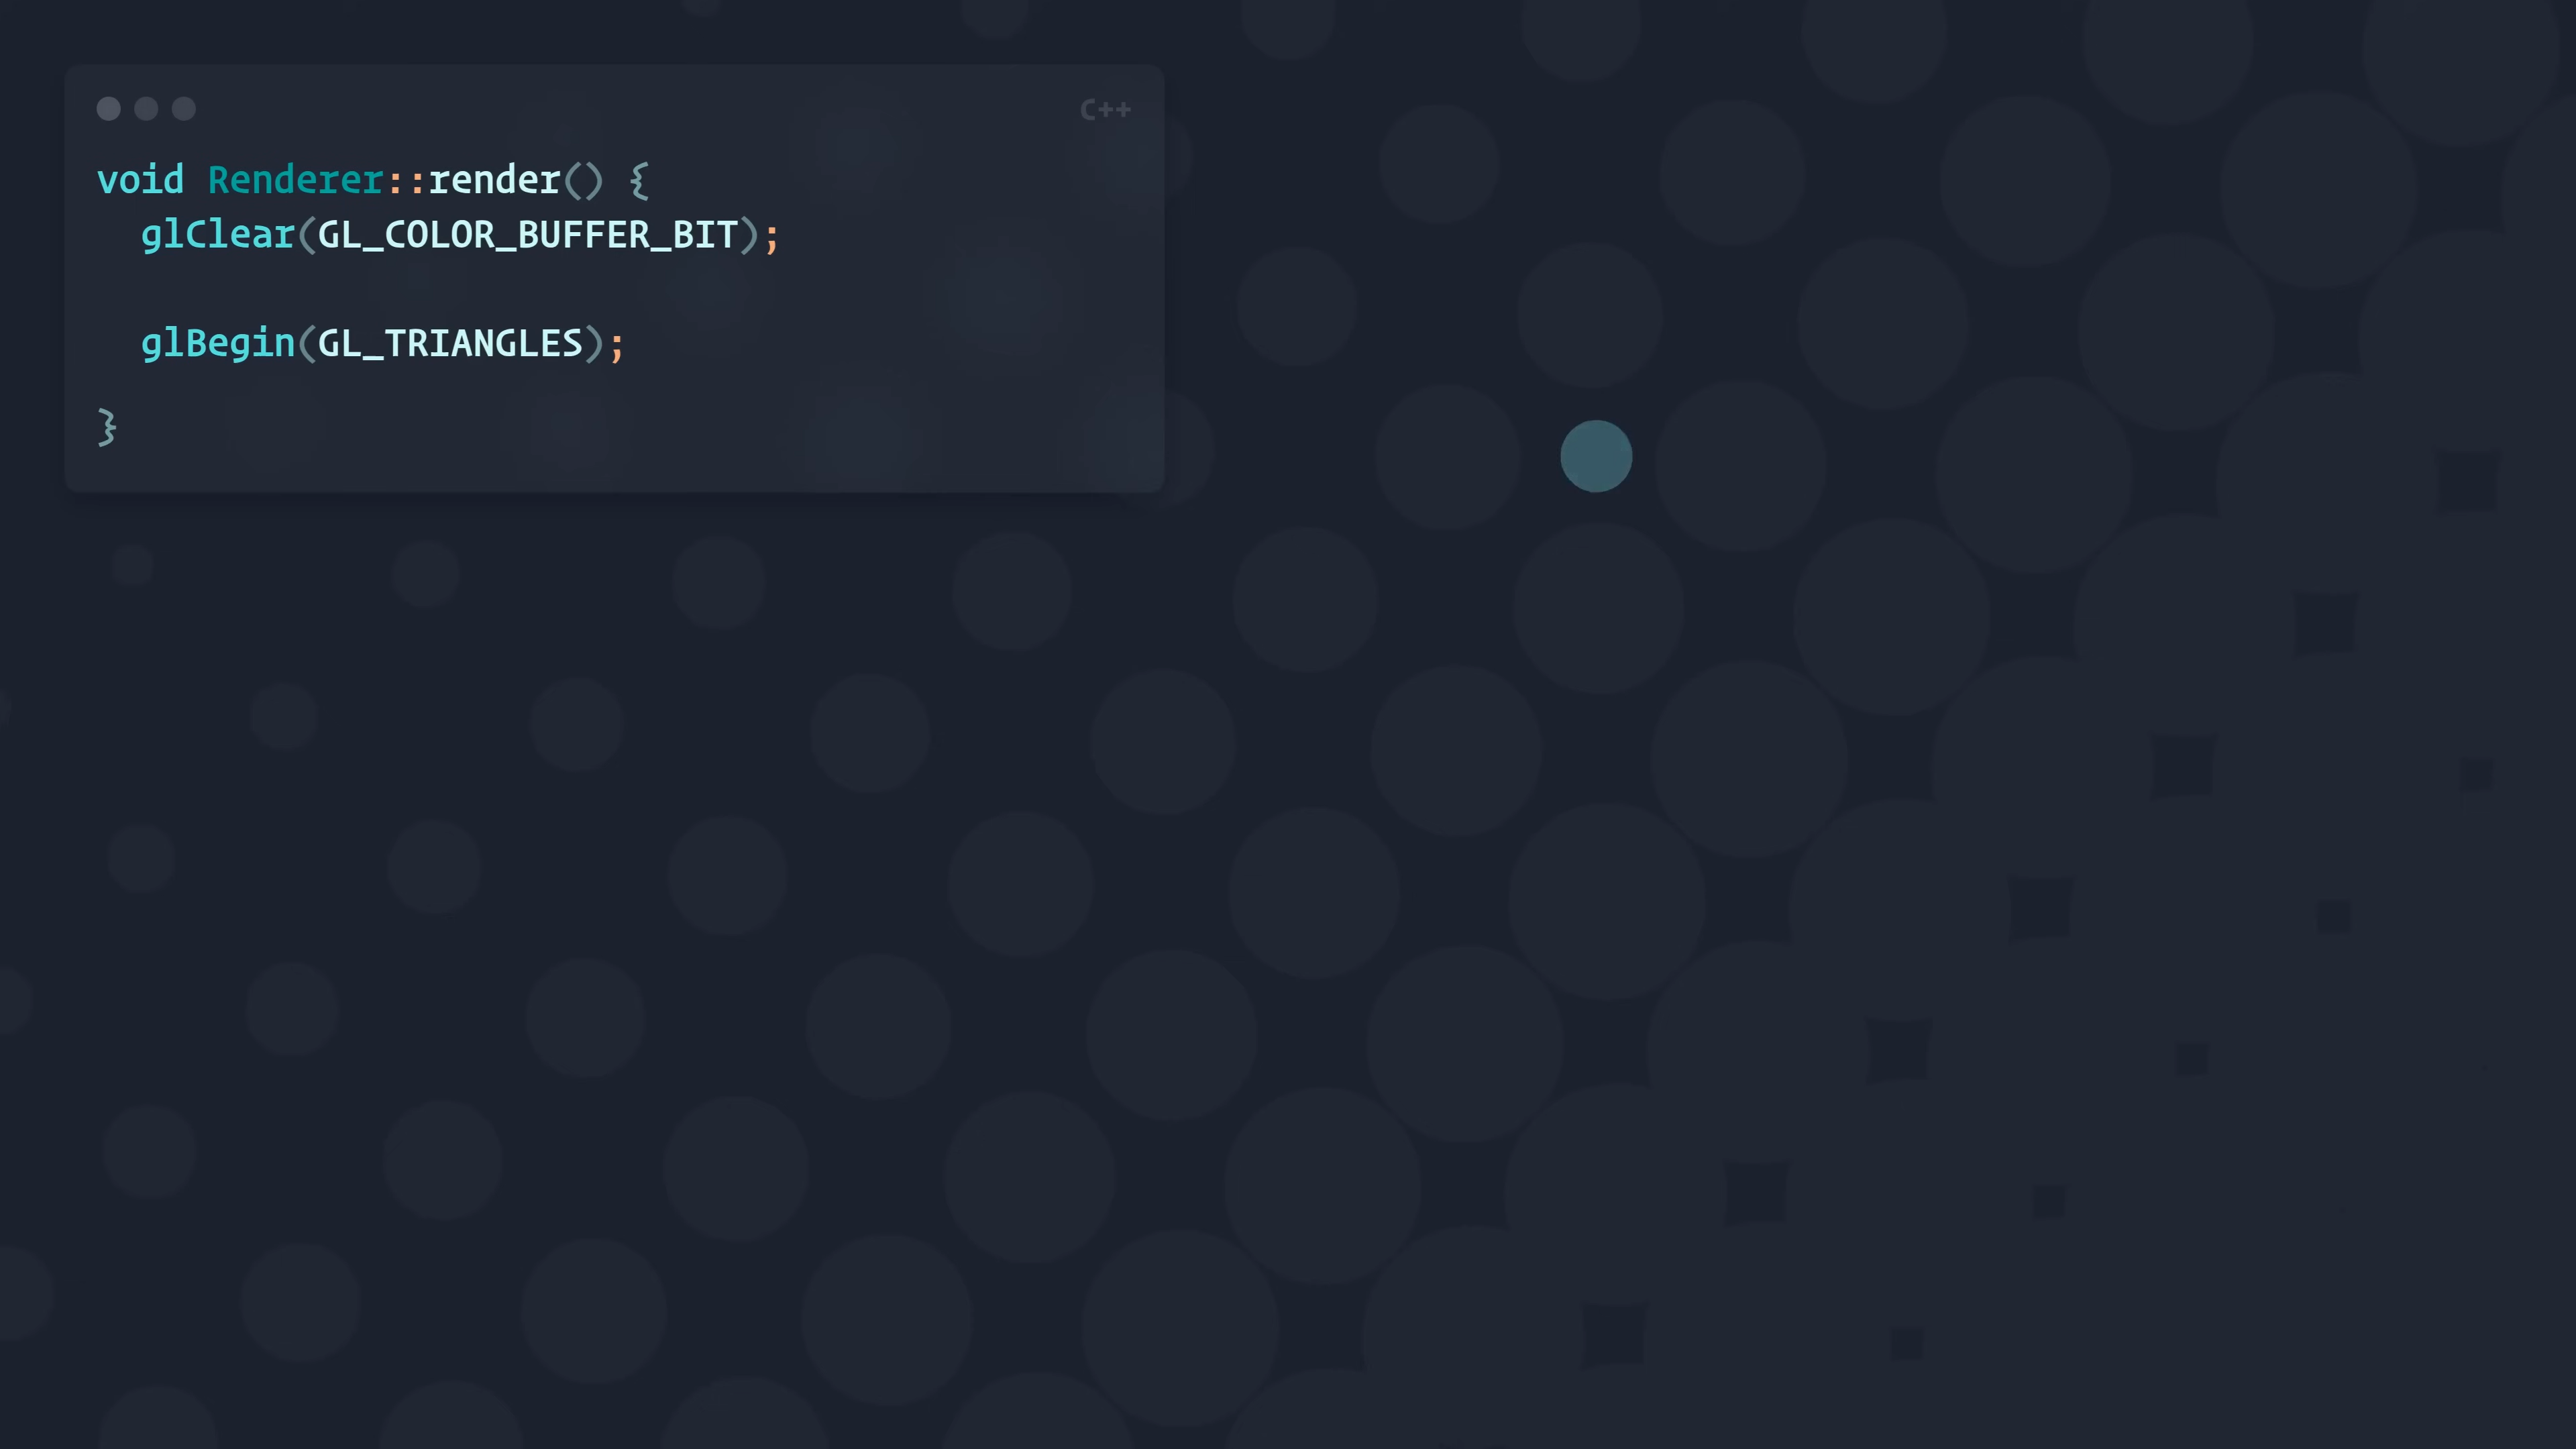 C++
void Renderer::render() {
glClear(GL_COLOR_BUFFER_BIT);
glBegin(GL_TRIANGLES);
}